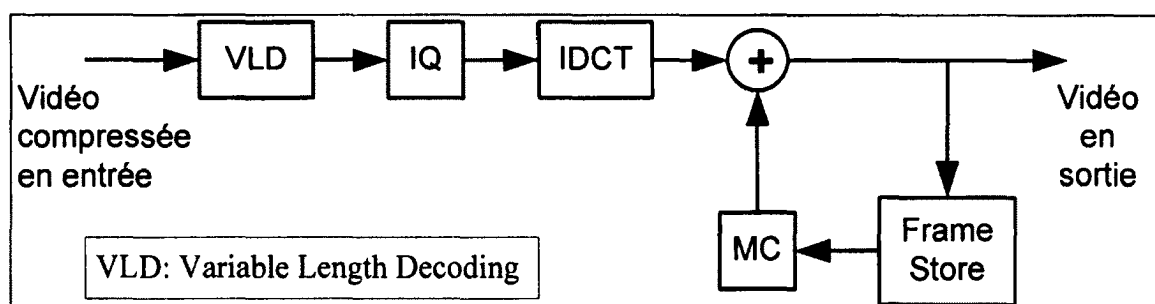 VLD
IQ
IDCT
+
Vidéo
compressée
en entrée
Vidéo
en
sortie
MC
Frame
Store
VLD: Variable Length Decoding